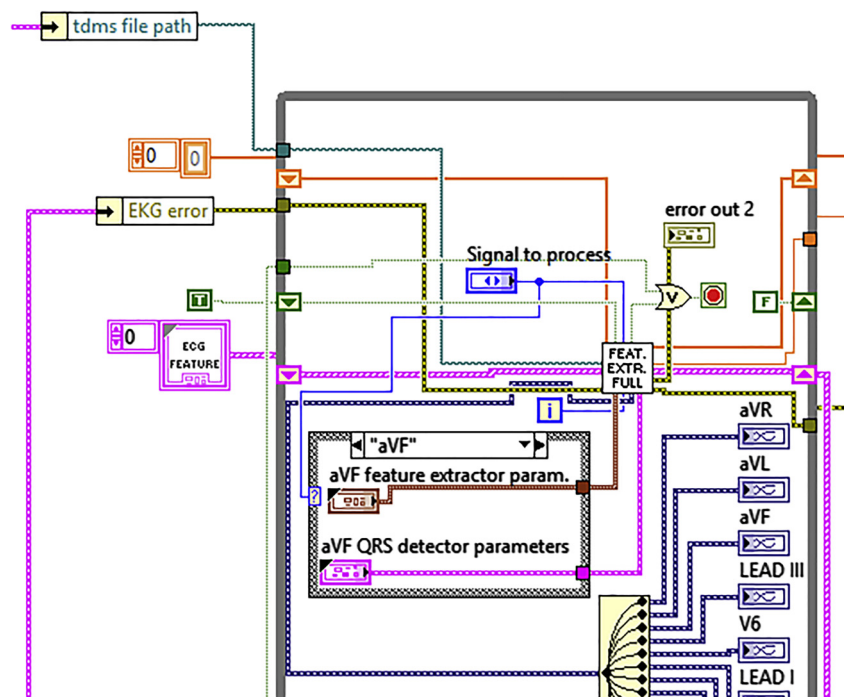 tdms file path
0
0
EKG error
error out 2
Signal to process
V
T
F
0
ECG
FEATURE
FEAT.
EXTR.
FULL
i
aVR
"aVF"
aVL
aVF feature extractor param.
?
aVF
aVF QRS detector parameters
LEAD III
V6
LEAD I